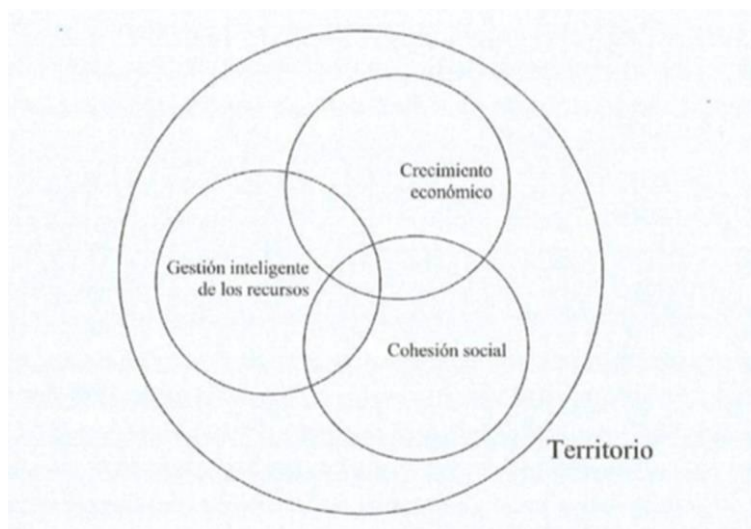 Crecimiento
económico
Gestión inteligente
de los recursos
Cohesión social
Territorio